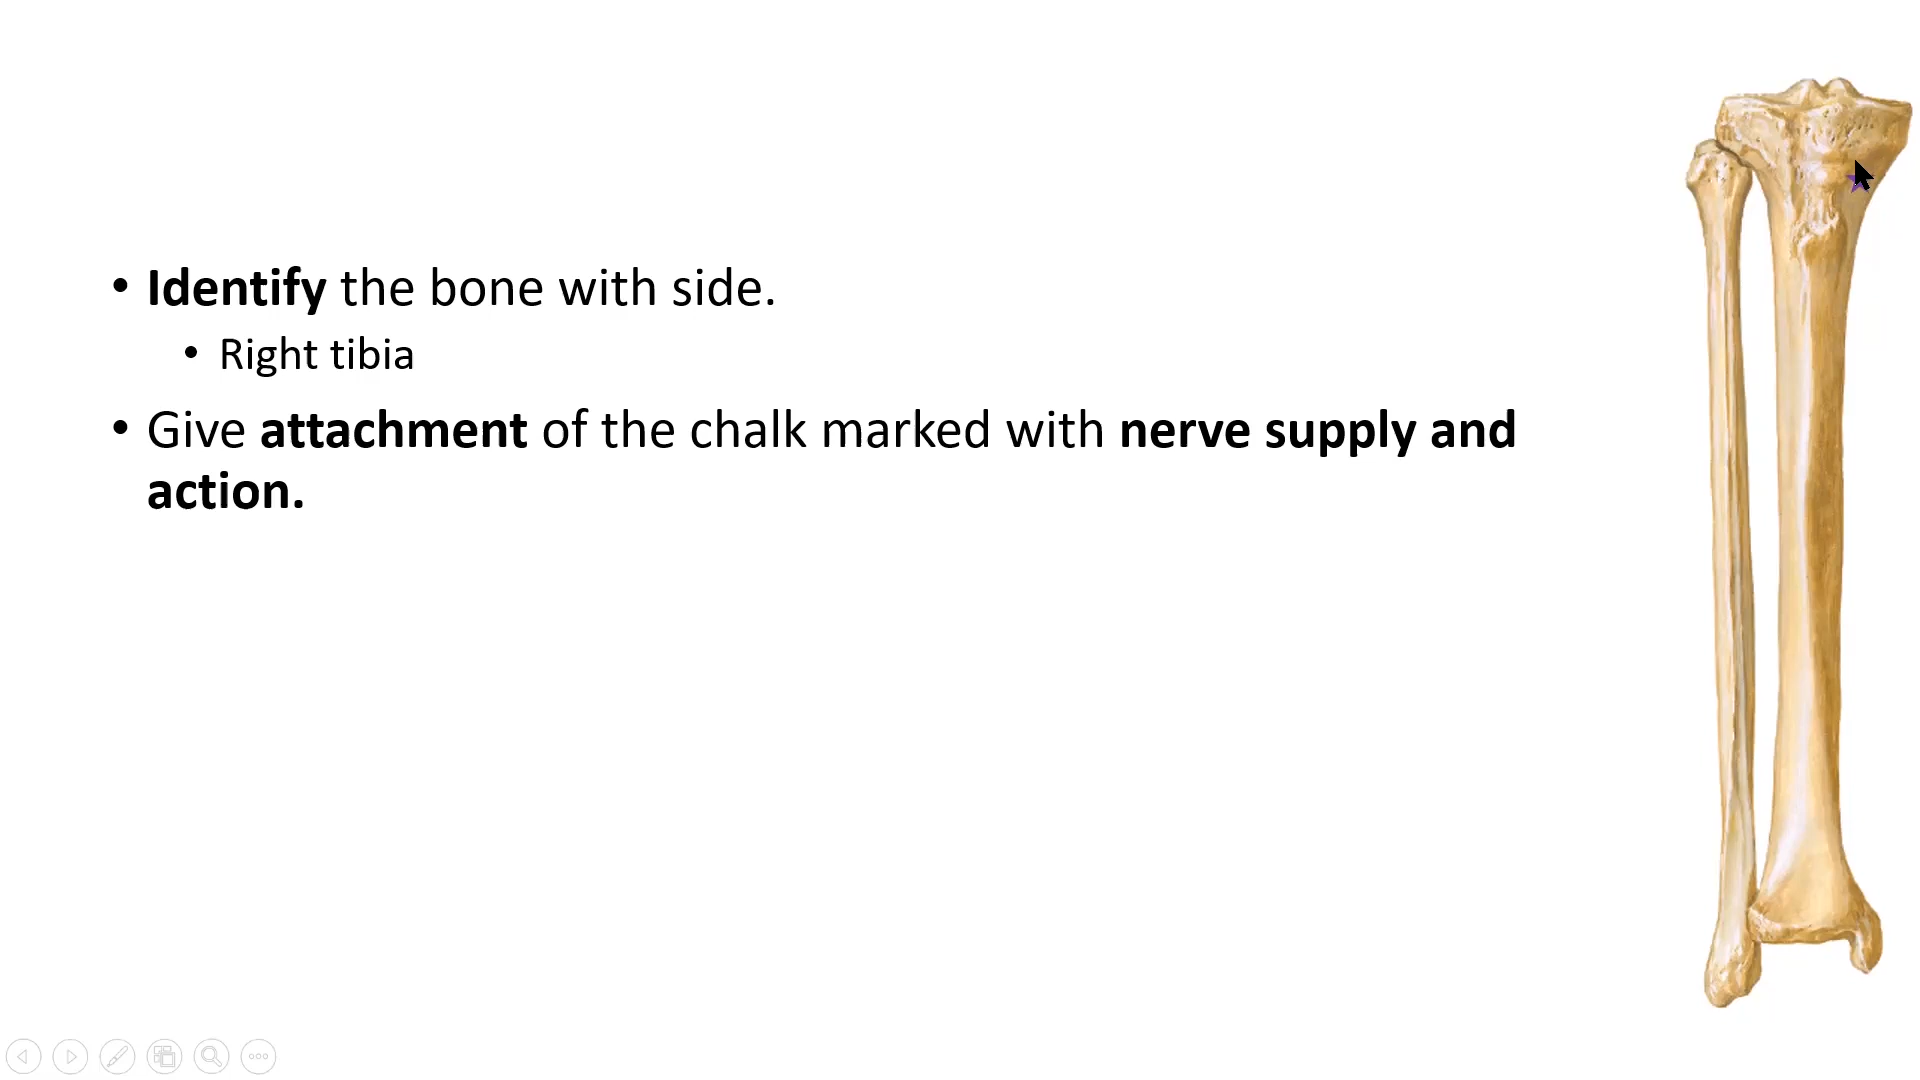 • Identify the bone with side.
• Right tibia
• Give attachment of the chalk marked with nerve supply and
action.